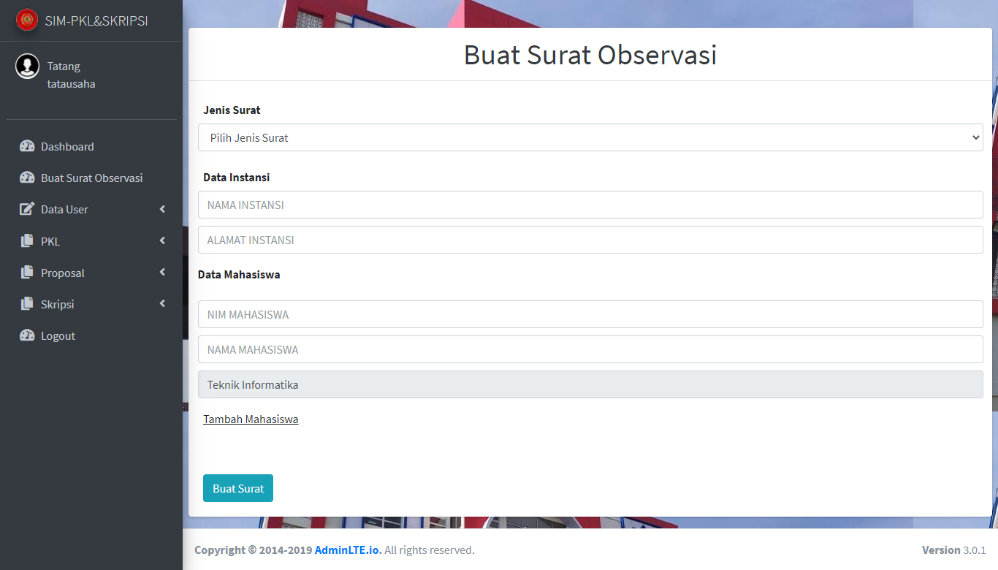 SIM-PKL&SKRIPSI
Tatang
tatausaha
Dashboard
Buat Surat Observasi
Data User
PKL
Proposal
Skripsi
Logout
Buat Surat Observasi
Jenis Surat
Pilih Jenis Surat
Data Instansi
NAMA INSTANSI
ALAMAT INSTANSI
Data Mahasiswa
NIM MAHASISWA
NAMA MAHASISWA
Teknik Informatika
Tambah Mahasiswa
Buat Surat
Copyright © 2014-2019 AdminLTE.io. All rights reserved.
Version 3.0.1